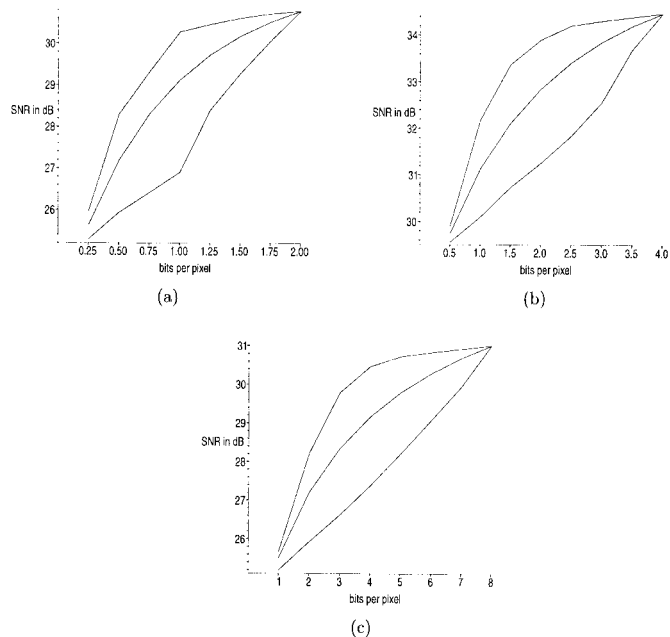 30
SNR in dB
28
27
26
0.25 0.50 0.75 1.00 1.25 1.50 1.75 2.00
bits per pixel
(a)
34
33
SNR in dB
32
31
30
0.5 1.0 1.5 2.0 2.5 3.0 3.5 4.0
bits per pixel
(b)
31
30
29
SNR in dB
28
27
26
1 2 3 4 5 6 7 8
bits per pixel
(c)